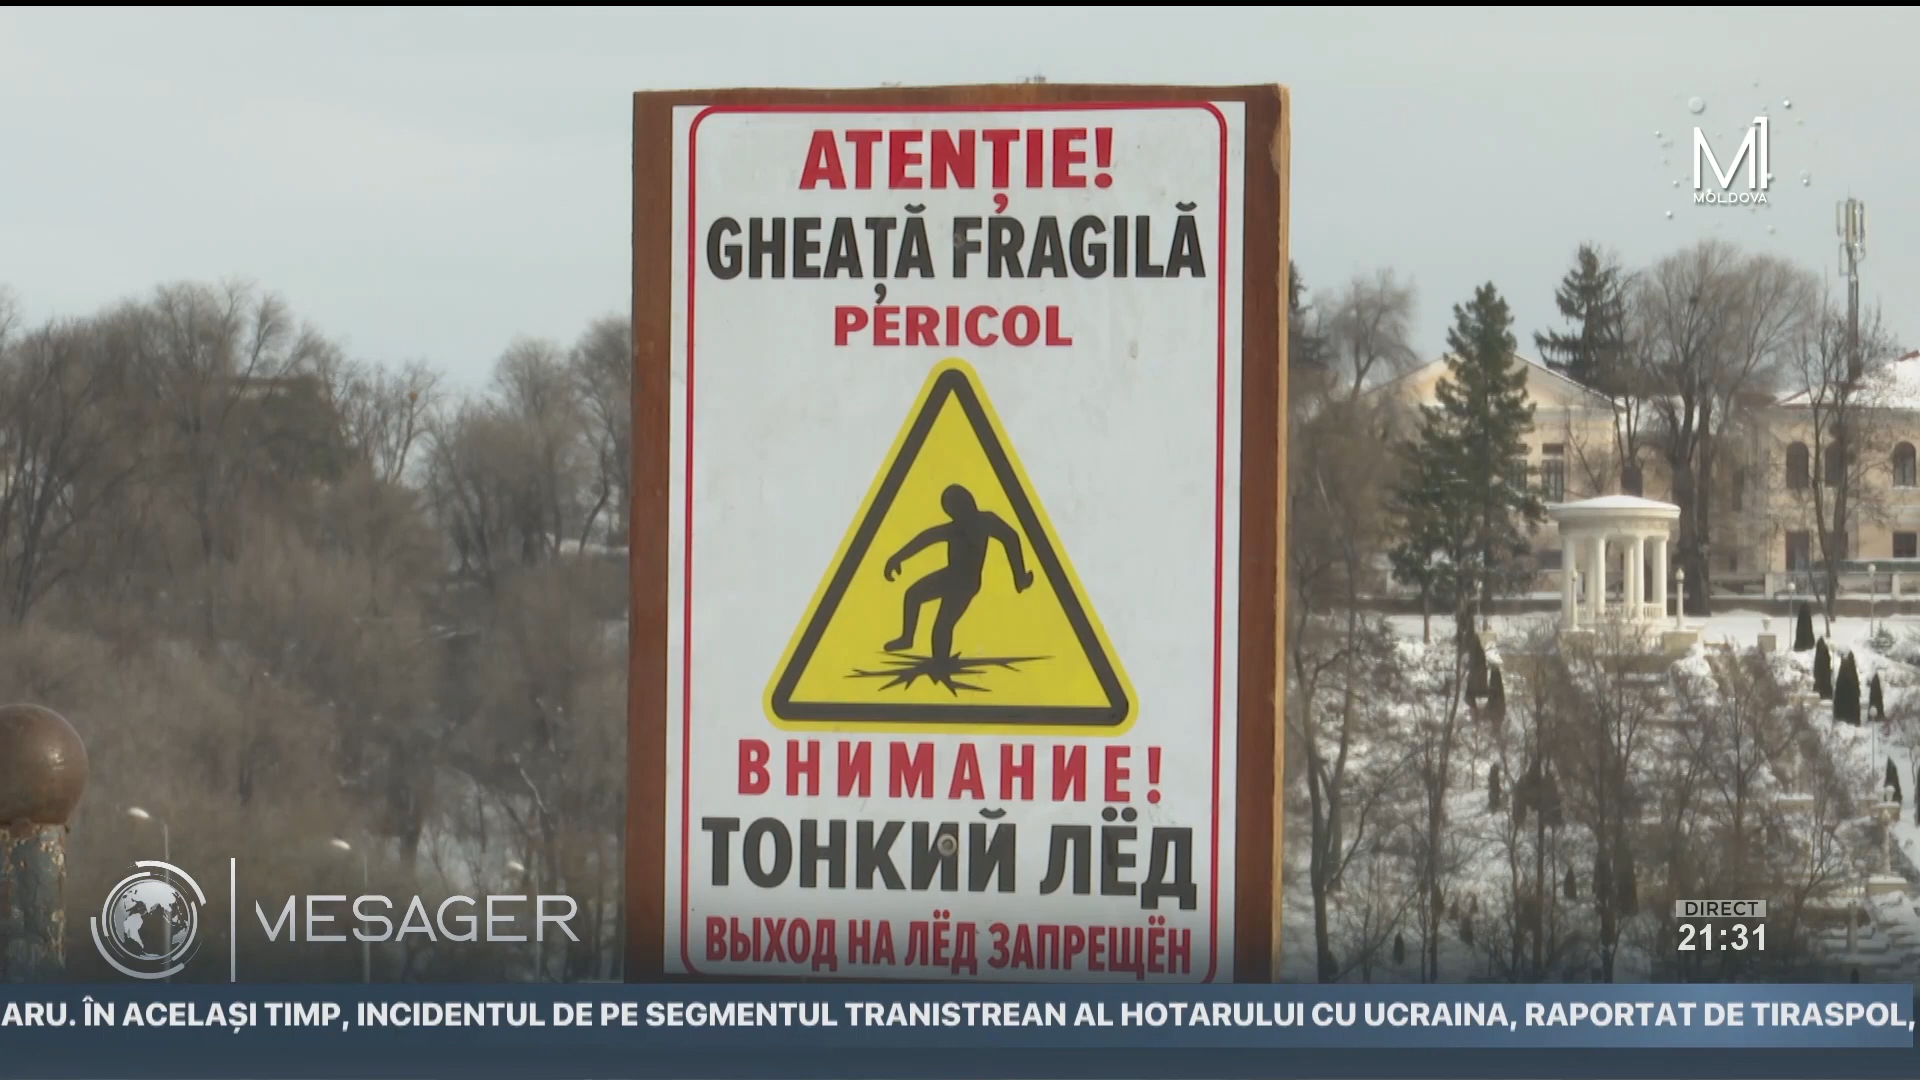 ATENȚIE!
GHEAȚĂ FRAGILĂ
PERICOL
ВНИМАНИЕ!
ТОНКИЙ ЛЁД
ВЫХОД НА ЛЁД ЗАПРЕЩЁН
M1
MOLDOVA
MESAGER
DIRECT
21:31
ARU. ÎN ACELAȘI TIMP, INCIDENTUL DE PE SEGMENTUL TRANISTREAN AL HOTARULUI CU UCRAINA, RAPORTAT DE TIRASPOL,